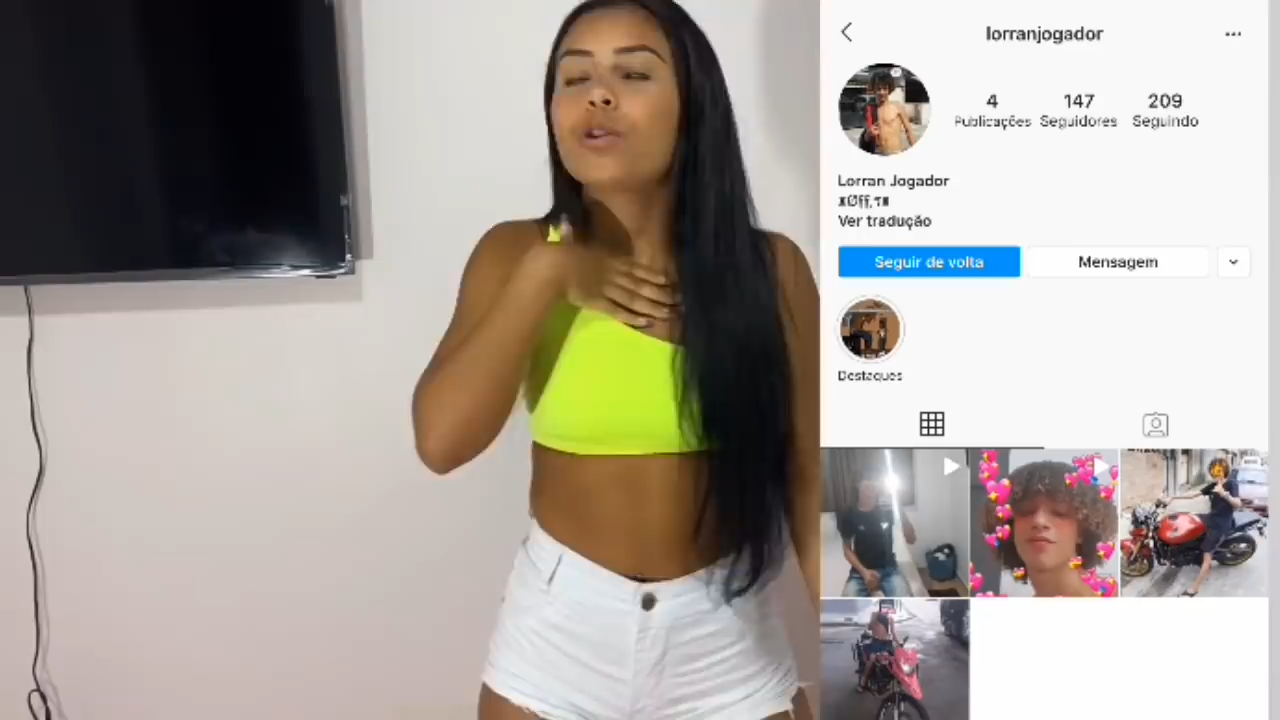 lorranjogador
4 147 209
Publicações Seguidores Seguindo
Lorran Jogador
Ver tradução
Seguir de volta Mensagem
Destaques